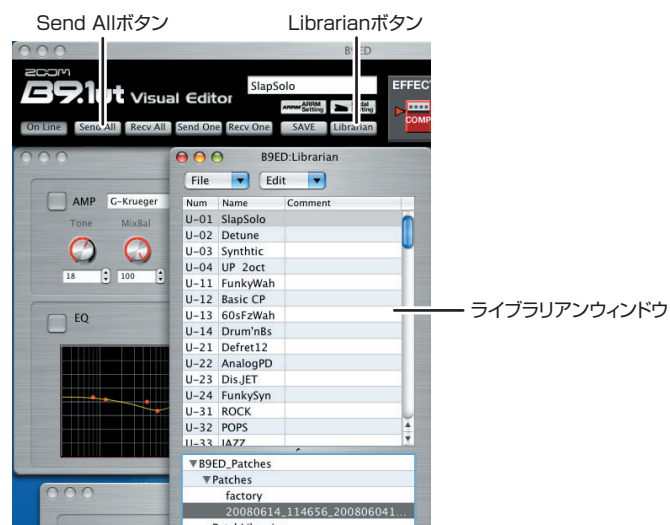 Send Allボタン
Librarianボタン
B9ED
ZOOM
B9.1ut Visual Editor
SlapSolo
EFFEC
ARRM ARRM Setting
On Line Send All Recv All Send One Recv One SAVE Librarian
COMP
B9ED:Librarian
File Edit
AMP G-Krueger
Tone MixBal
18 100
EQ
Num Name Comment
U-01 SlapSolo
U-02 Detune
U-03 Synthtic
U-04 UP 2oct
U-11 FunkyWah
U-12 Basic CP
U-13 60sFzWah
U-14 Drum'nBs
U-21 Defret12
U-22 AnalogPD
U-23 Dis.JET
U-24 FunkySyn
U-31 ROCK
U-32 POPS
U-33 JAZZ
ライブラリアンウィンドウ
B9ED_Patches
Patches
factory
20080614_114656_200806041...